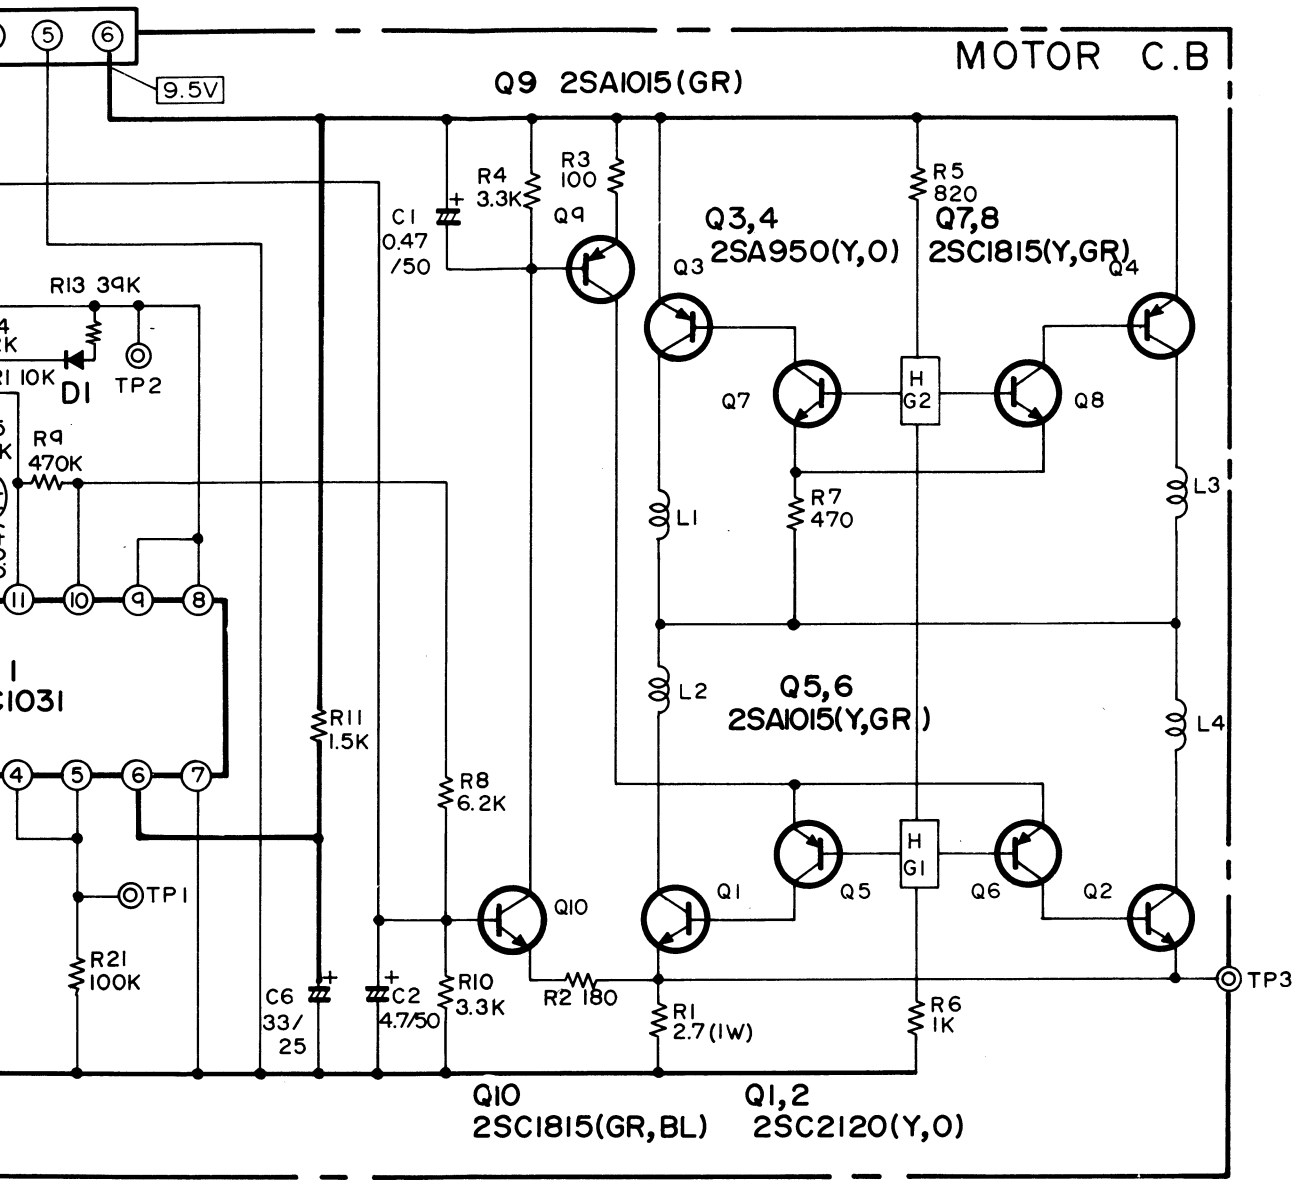 5
6
MOTOR C.B
9.5V
Q9 2SA1015(GR)
R3
100
R4
3.3K
R5
820
C1
0.47
/50
Q9
Q3,4
2SA950(Y,O)
Q7,8
2SC1815(Y,GR)
Q3
Q4
R13 39K
TP2
R1 10K
D1
H
G2
Q7
Q8
R9
470K
R7
470
L1
L3
11
10
9
8
1
C1031
L2
Q5,6
2SA1015(Y,GR)
R11
1.5K
L4
4
5
6
7
R8
6.2K
H
G1
TP1
Q10
Q1
Q5
Q6
Q2
R21
100K
C6
33/
25
C2
4.7/50
R10
3.3K
R2 180
R1
2.7(1W)
R6
1K
TP3
Q10
2SC1815(GR,BL)
Q1,2
2SC2120(Y,O)